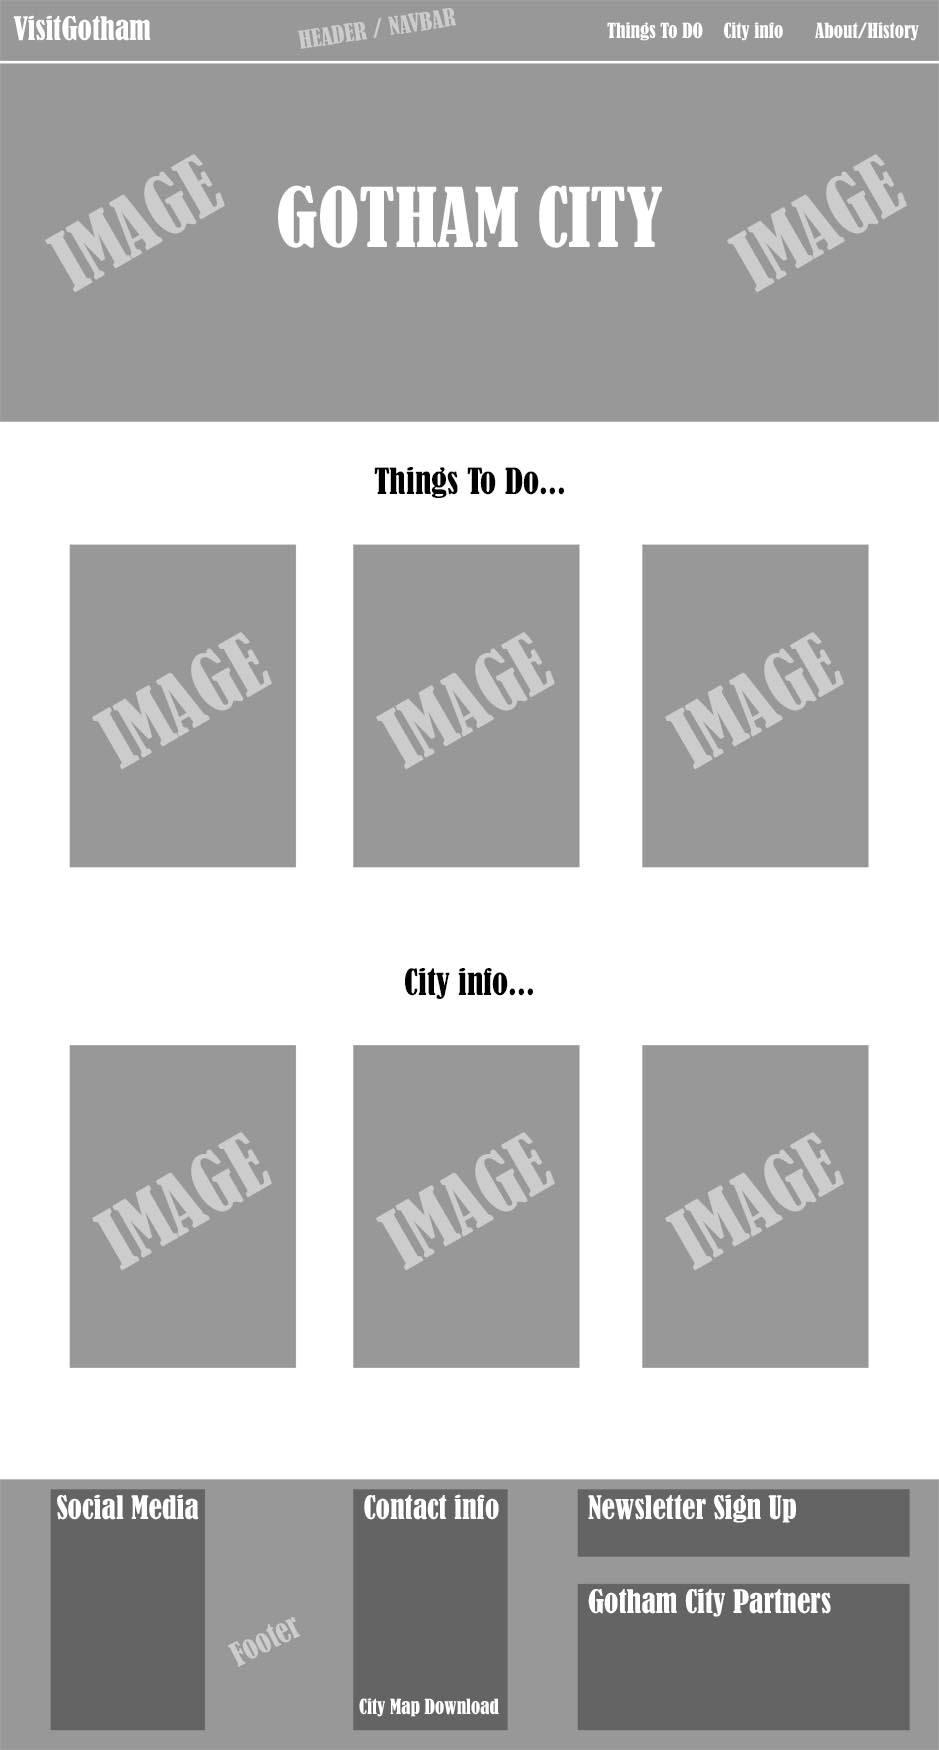 VisitGotham
HEADER / NAVBAR
Things To DO City info About/History
IMAGE
GOTHAM CITY
IMAGE
Things To Do...
IMAGE
IMAGE
IMAGE
City info...
IMAGE
IMAGE
IMAGE
Social Media
Footer
Contact info
City Map Download
Newsletter Sign Up
Gotham City Partners